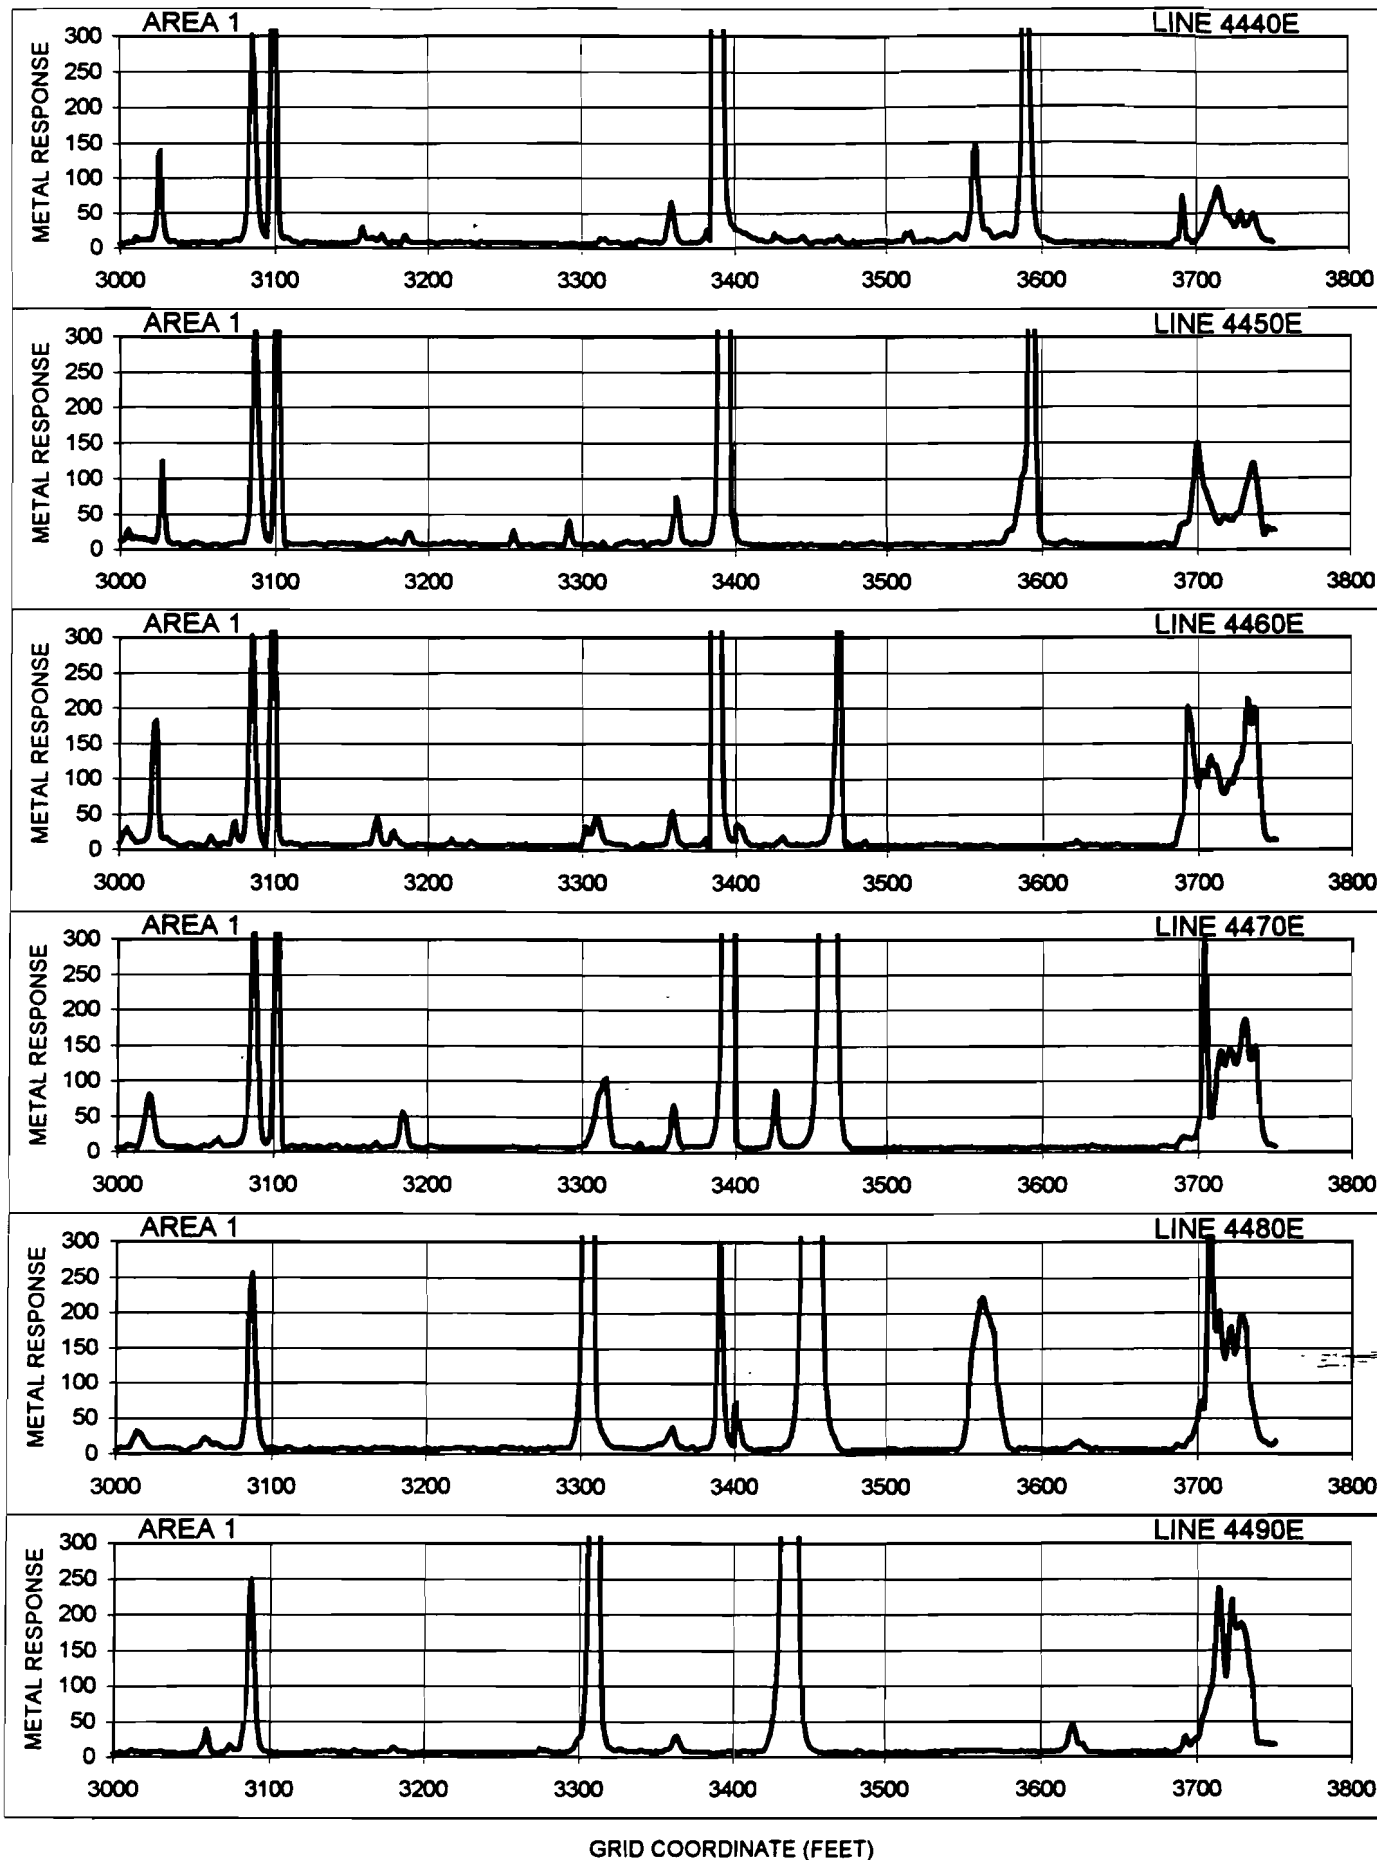 AREA 1 LINE 4440E
METAL RESPONSE
300
250
200
150
100
50
0
3000 3100 3200 3300 3400 3500 3600 3700 3800
AREA 1 LINE 4450E
METAL RESPONSE
300
250
200
150
100
50
0
3000 3100 3200 3300 3400 3500 3600 3700 3800
AREA 1 LINE 4460E
METAL RESPONSE
300
250
200
150
100
50
0
3000 3100 3200 3300 3400 3500 3600 3700 3800
AREA 1 LINE 4470E
METAL RESPONSE
300
250
200
150
100
50
0
3000 3100 3200 3300 3400 3500 3600 3700 3800
AREA 1 LINE 4480E
METAL RESPONSE
300
250
200
150
100
50
0
3000 3100 3200 3300 3400 3500 3600 3700 3800
AREA 1 LINE 4490E
METAL RESPONSE
300
250
200
150
100
50
0
3000 3100 3200 3300 3400 3500 3600 3700 3800
GRID COORDINATE (FEET)